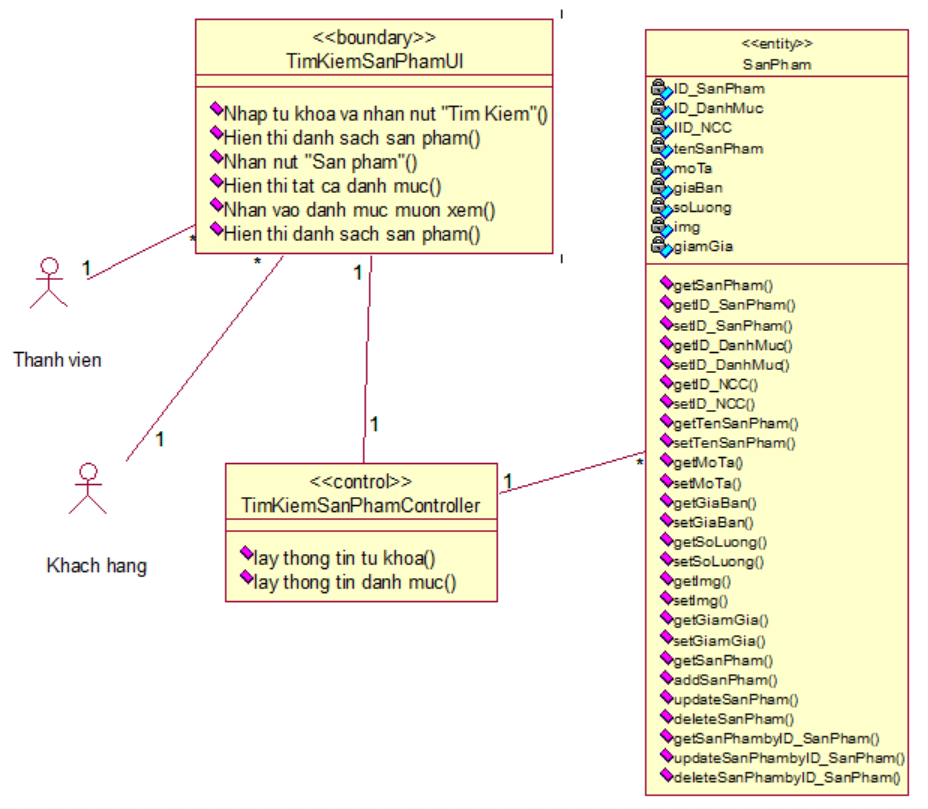 <<boundary>>
TimKiemSanPhamUI
Nhap tu khoa va nhan nut "Tim Kiem"()
Hien thi danh sach san pham()
Nhan nut "San pham"()
Hien thi tat ca danh muc()
Nhan vao danh muc muon xem()
Hien thi danh sach san pham()
1
*
Thanh vien
*
1
Khach hang
1
1
<<control>>
TimKiemSanPhamController
lay thong tin tu khoa()
lay thong tin danh muc()
1
*
<<entity>>
SanPham
ID_SanPham
ID_DanhMuc
IID_NCC
tenSanPham
moTa
giaBan
soLuong
img
giamGia
getSanPham()
getID_SanPham()
setID_SanPham()
getID_DanhMuc()
setID_DanhMuc()
getID_NCC()
setID_NCC()
getTenSanPham()
setTenSanPham()
getMoTa()
setMoTa()
getGiaBan()
setGiaBan()
getSoLuong()
setSoLuong()
getImg()
setImg()
getGiamGia()
setGiamGia()
getSanPham()
addSanPham()
updateSanPham()
deleteSanPham()
getSanPhambyID_SanPham()
updateSanPhambyID_SanPham()
deleteSanPhambyID_SanPham()